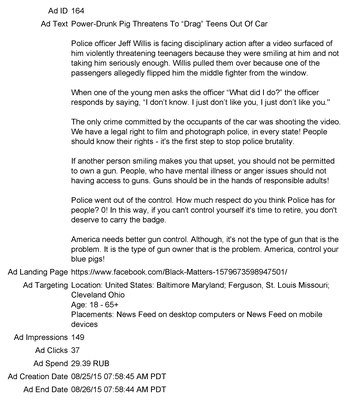 Ad ID 164
Ad Text Power-Drunk Pig Threatens To “Drag” Teens Out Of Car
Police officer Jeff Willis is facing disciplinary action after a video surfaced of
him violently threatening teenagers because they were smiling at him and not
taking him seriously enough. Willis pulled them over because one of the
passengers allegedly flipped him the middle fighter from the window.
When one of the young men asks the officer “What did I do?” the officer
responds by saying, “I don’t know. I just don’t like you, I just don’t like you.”
The only crime committed by the occupants of the car was shooting the video.
We have a legal right to film and photograph police, in every state! People
should know their rights - it's the first step to stop police brutality.
If another person smiling makes you that upset, you should not be permitted
to own a gun. People, who have mental illness or anger issues should not
having access to guns. Guns should be in the hands of responsible adults!
Police went out of the control. How much respect do you think Police has for
people? 0! In this way, if you can't control yourself it's time to retire, you don't
deserve to carry the badge.
America needs better gun control. Although, it's not the type of gun that is the
problem. It is the type of gun owner that is the problem. America, control your
blue pigs!
Ad Landing Page https://www.facebook.com/Black-Matters-1579673598947501/
Ad Targeting Location: United States: Baltimore Maryland; Ferguson, St. Louis Missouri;
Cleveland Ohio
Age: 18 - 65+
Placements: News Feed on desktop computers or News Feed on mobile
devices
Ad Impressions 149
Ad Clicks 37
Ad Spend 29.39 RUB
Ad Creation Date 08/25/15 07:58:45 AM PDT
Ad End Date 08/26/15 07:58:44 AM PDT